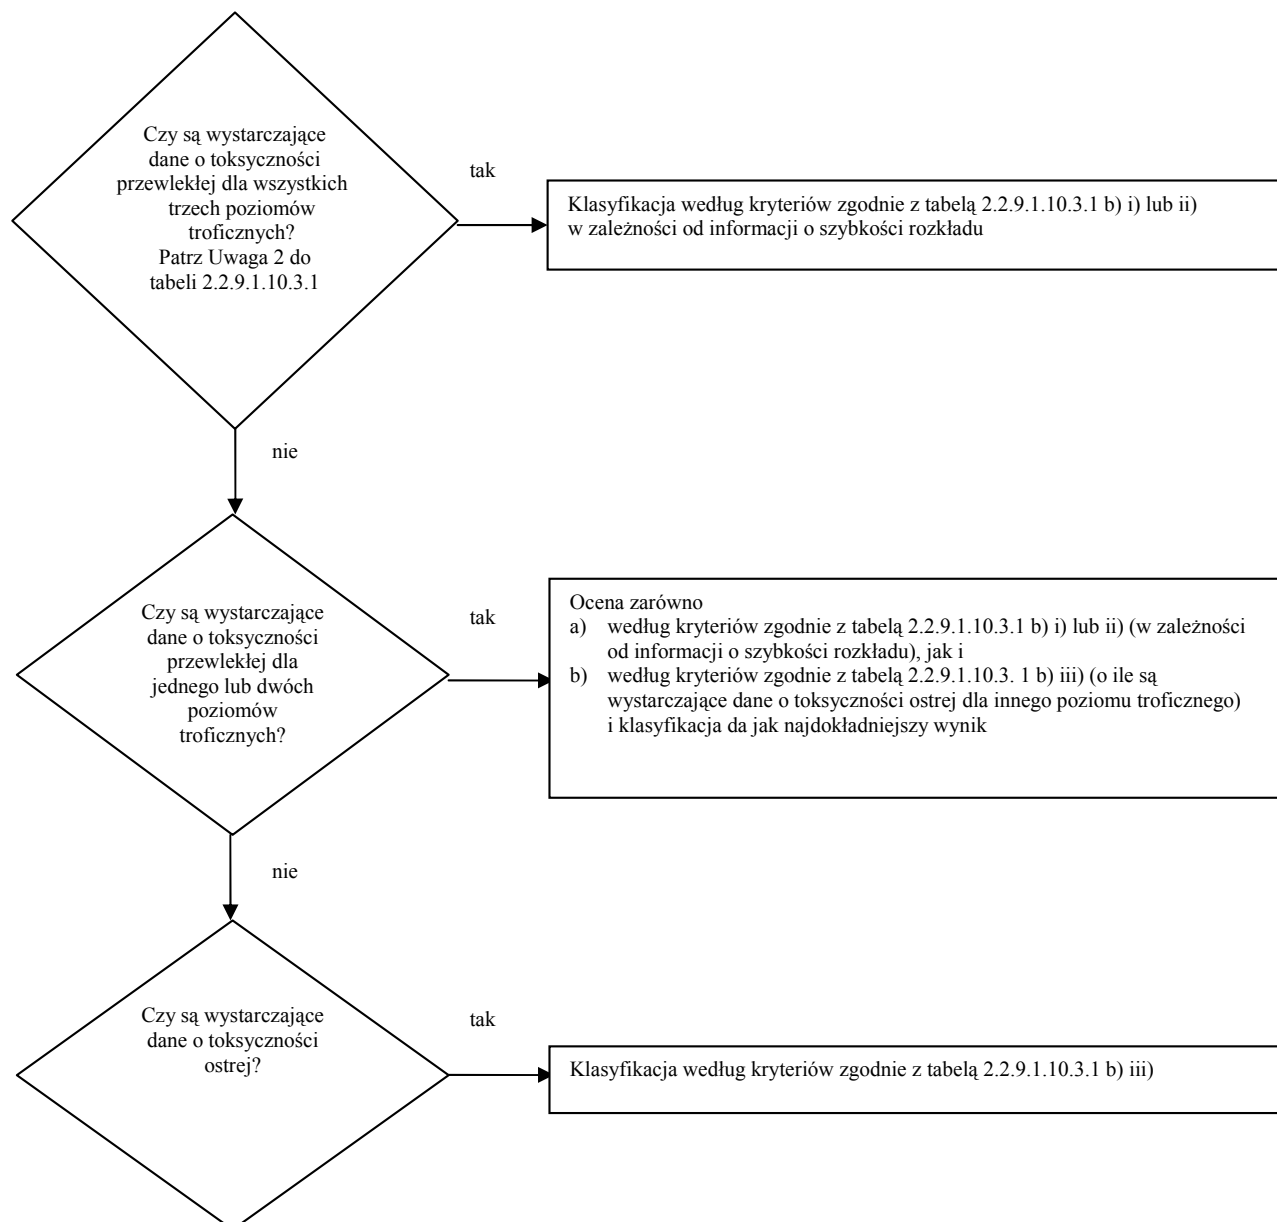 Czy są wystarczające
dane o toksyczności
przewlekłej dla wszystkich
trzech poziomów
troficznych?
Patrz Uwaga 2 do
tabeli 2.2.9.1.10.3.1
tak
Klasyfikacja według kryteriów zgodnie z tabelą 2.2.9.1.10.3.1 b) i) lub ii)
w zależności od informacji o szybkości rozkładu
nie
Czy są wystarczające
dane o toksyczności
przewlekłej dla
jednego lub dwóch
poziomów
troficznych?
tak
Ocena zarówno
a) według kryteriów zgodnie z tabelą 2.2.9.1.10.3.1 b) i) lub ii) (w zależności
od informacji o szybkości rozkładu), jak i
b) według kryteriów zgodnie z tabelą 2.2.9.1.10.3. 1 b) iii) (o ile są
wystarczające dane o toksyczności ostrej dla innego poziomu troficznego)
i klasyfikacja da jak najdokładniejszy wynik
nie
Czy są wystarczające
dane o toksyczności
ostrej?
tak
Klasyfikacja według kryteriów zgodnie z tabelą 2.2.9.1.10.3.1 b) iii)